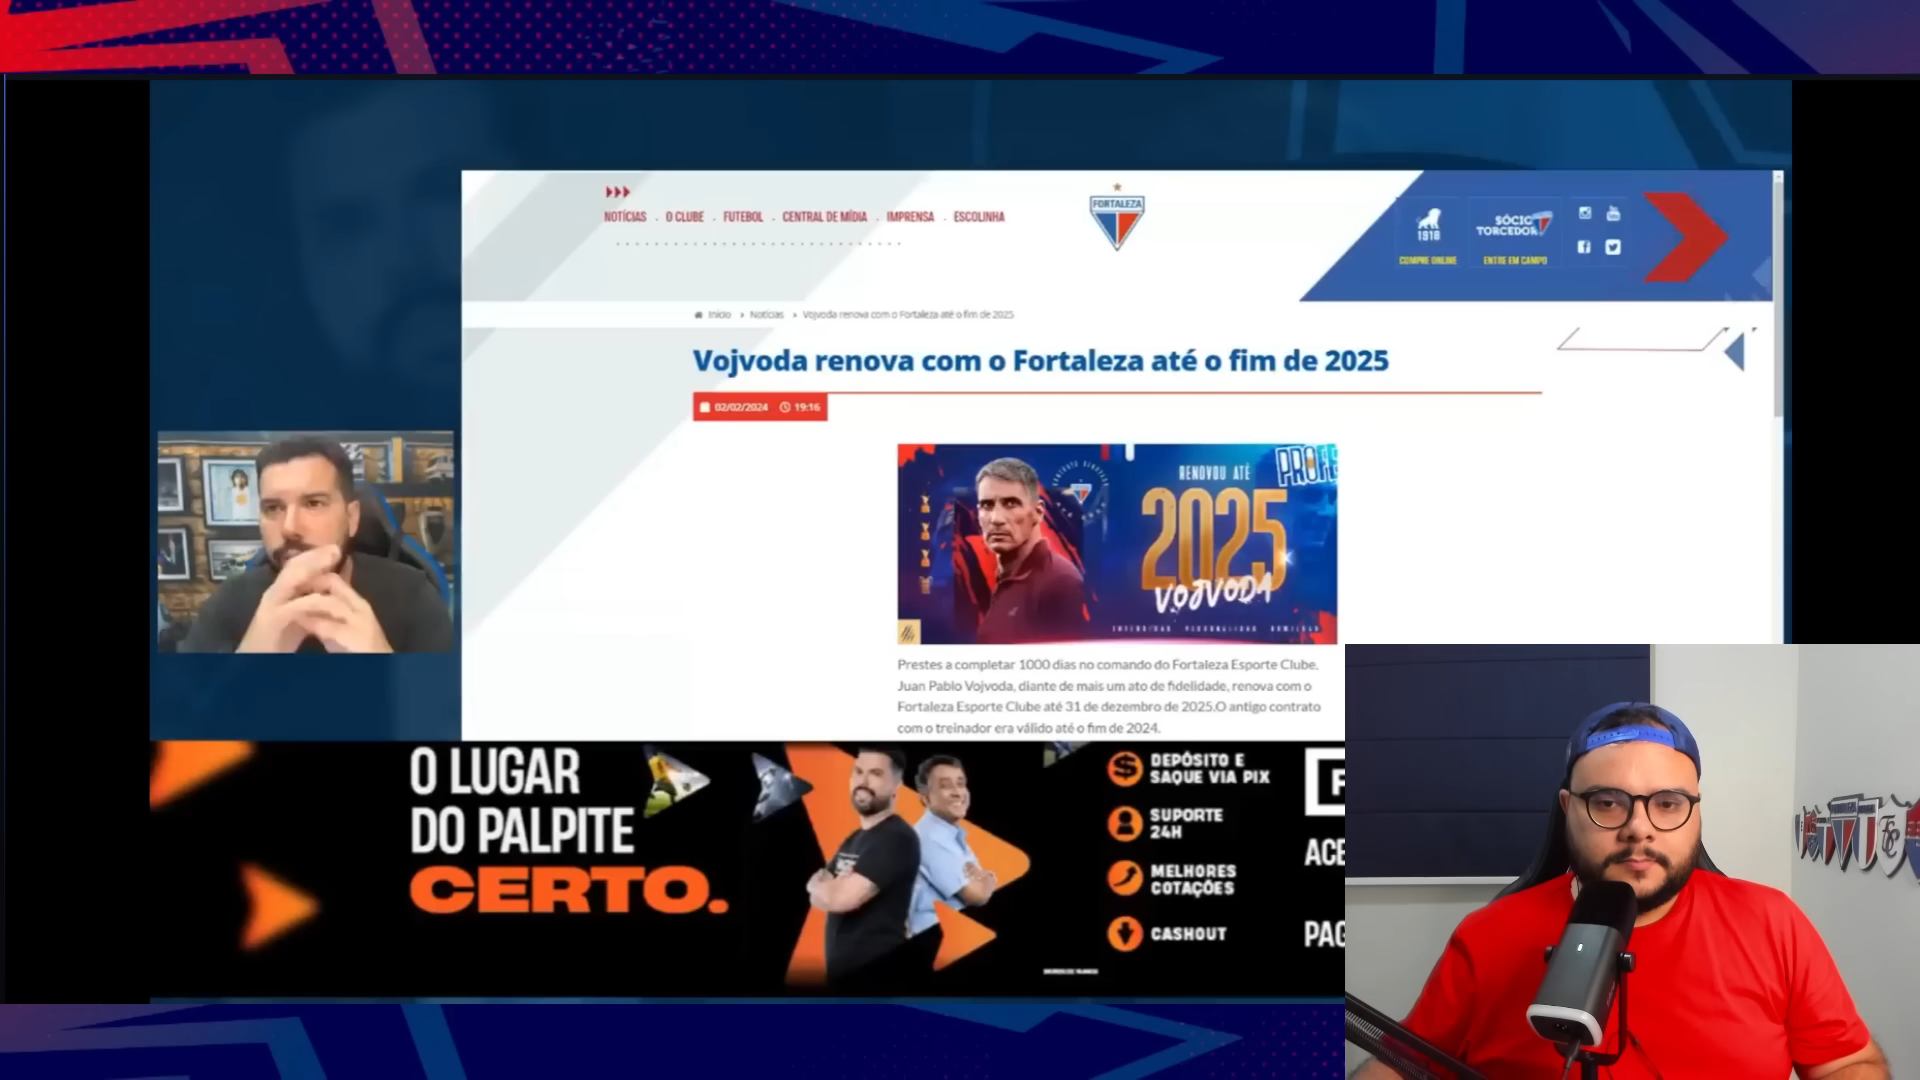 NOTÍCIAS . O CLUBE . FUTEBOL . CENTRAL DE MÍDIA . IMPRENSA . ESCOLINHA
FORTALEZA
1918
COMPRE ONLINE
SÓCIO
TORCEDOR
ENTRE EM CAMPO
Início › Notícias › Vojvoda renova com o Fortaleza até o fim de 2025
Vojvoda renova com o Fortaleza até o fim de 2025
02/02/2024 19:16
RENOVOU ATÉ
PROFE
2025
VOJVODA
Prestes a completar 1000 dias no comando do Fortaleza Esporte Clube,
Juan Pablo Vojvoda, diante de mais um ato de fidelidade, renova com o
Fortaleza Esporte Clube até 31 de dezembro de 2025.O antigo contrato
com o treinador era válido até o fim de 2024.
O LUGAR
DO PALPITE
CERTO.
DEPÓSITO E
SAQUE VIA PIX
SUPORTE
24H
MELHORES
COTAÇÕES
CASHOUT
F
ACE
PAG